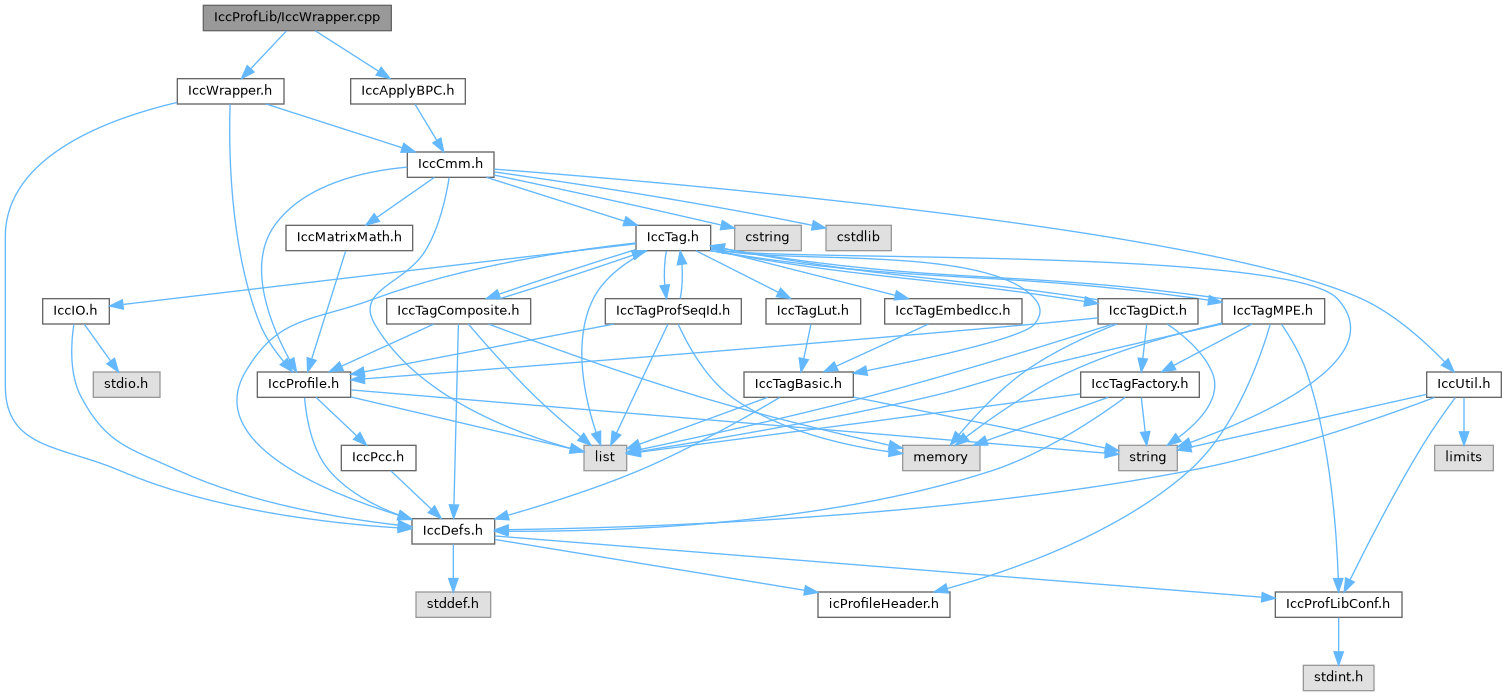 IccProfLib/IccWrapper.cpp
IccWrapper.h
IccApplyBPC.h
IccCmm.h
IccMatrixMath.h
IccTag.h
cstring
cstdlib
IccIO.h
IccTagComposite.h
IccTagProfSeqId.h
IccTagLut.h
IccTagEmbedIcc.h
IccTagDict.h
IccTagMPE.h
stdio.h
IccProfile.h
IccTagBasic.h
IccTagFactory.h
IccUtil.h
IccPcc.h
list
memory
string
limits
IccDefs.h
stddef.h
icProfileHeader.h
IccProfLibConf.h
stdint.h